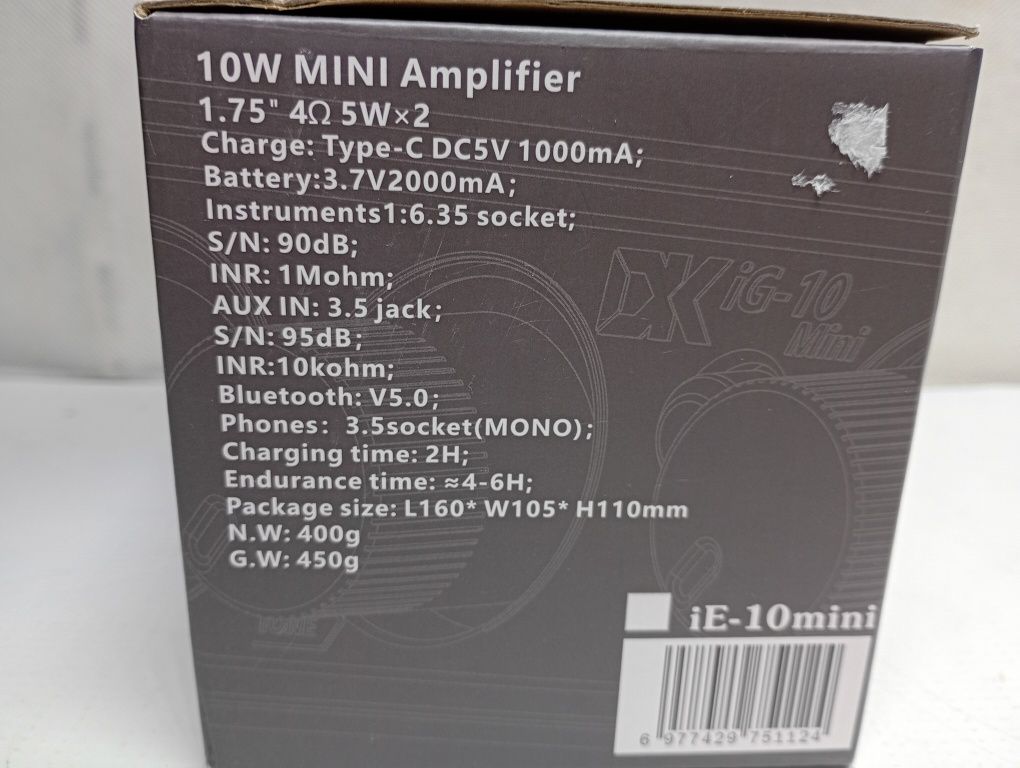 10W MINI Amplifier
1.75" 4Ω 5W×2
Charge: Type-C DC5V 1000mA;
Battery:3.7V2000mA;
Instruments1:6.35 socket;
S/N: 90dB;
INR: 1Mohm;
AUX IN: 3.5 jack;
S/N: 95dB;
INR:10kohm;
Bluetooth: V5.0;
Phones: 3.5socket(MONO);
Charging time: 2H;
Endurance time: ≈4-6H;
Package size: L160* W105* H110mm
N.W: 400g
G.W: 450g
iG-10
Mini
TONE
iE-10mini
6 977429 751124